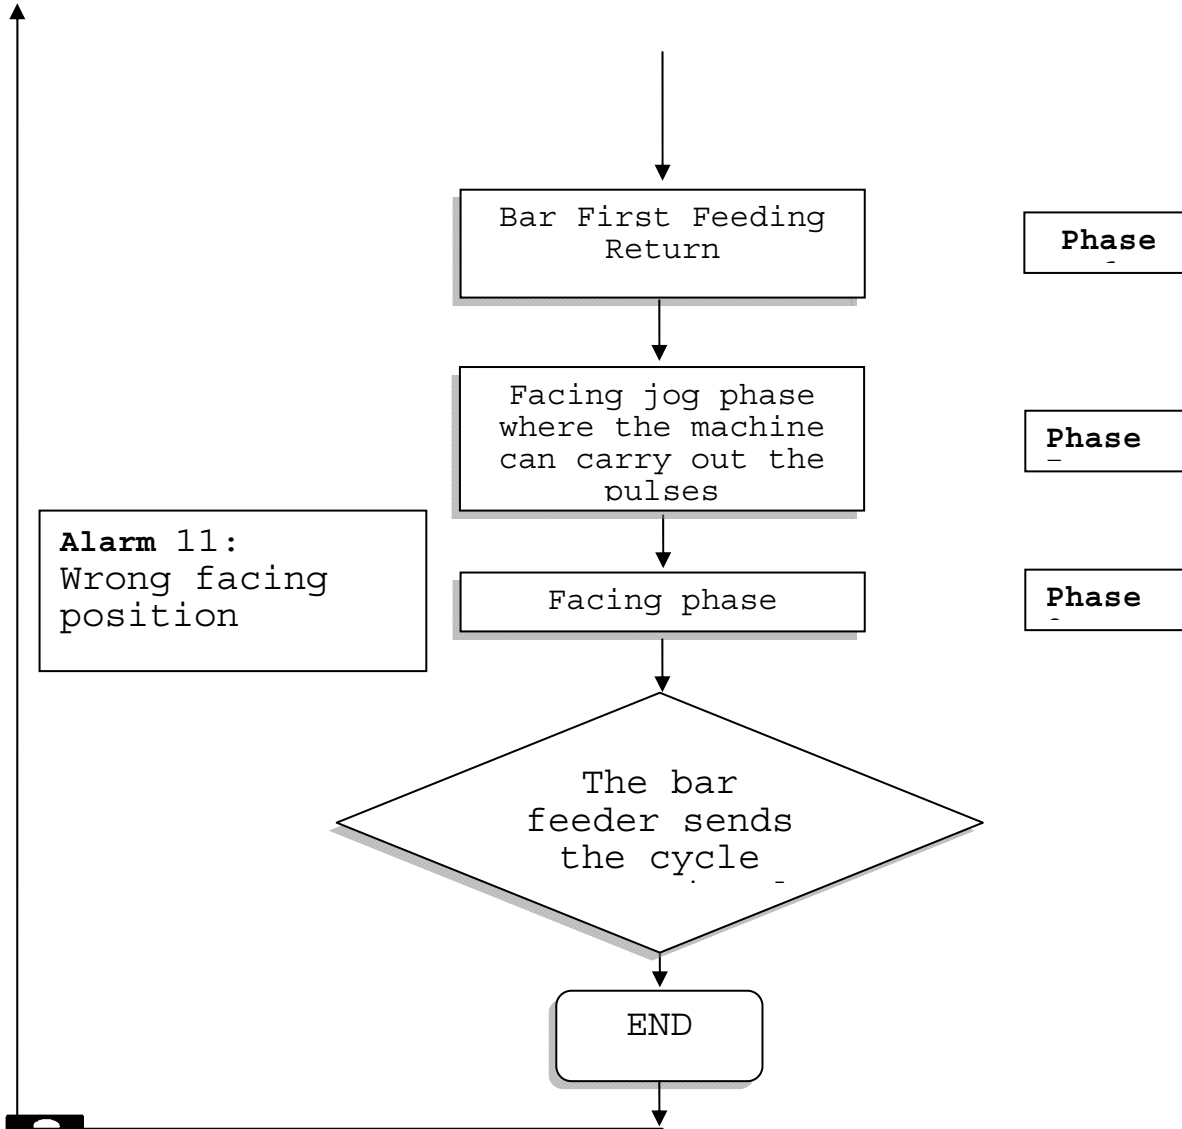 Bar First Feeding
Return
Phase
Facing jog phase
where the machine
can carry out the
pulses
Phase
Alarm 11:
Wrong facing
position
Facing phase
Phase
The bar
feeder sends
the cycle
END